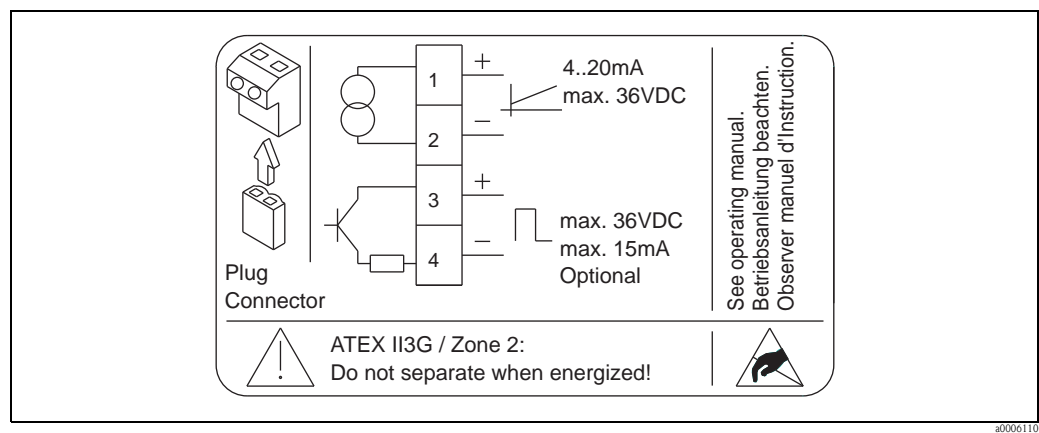 1
+
4..20mA
max. 36VDC
2
–
3
+
max. 36VDC
max. 15mA
Optional
4
–
Plug
Connector
See operating manual.
Betriebsanleitung beachten.
Observer manuel d'Instruction.
ATEX II3G / Zone 2:
Do not separate when energized!
a0006110